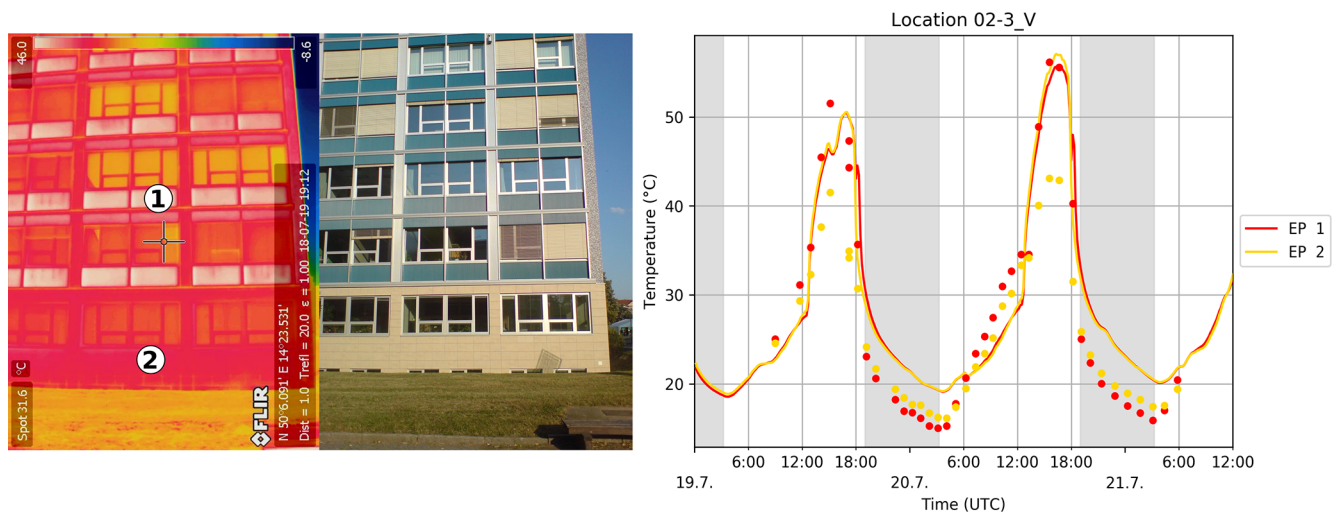 Location 02-3_V
46.0
-8.6
1
2
°C
Spot 31.6
FLIR
N 50°6.091' E 14°23.531'
Dist = 1.0 Trefl = 20.0 ε = 1.00 18-07-19 19:12
Temperature (°C)
50
40
30
20
6:00 12:00 18:00 6:00 12:00 18:00 6:00 12:00
19.7. 20.7. 21.7.
Time (UTC)
EP 1
EP 2